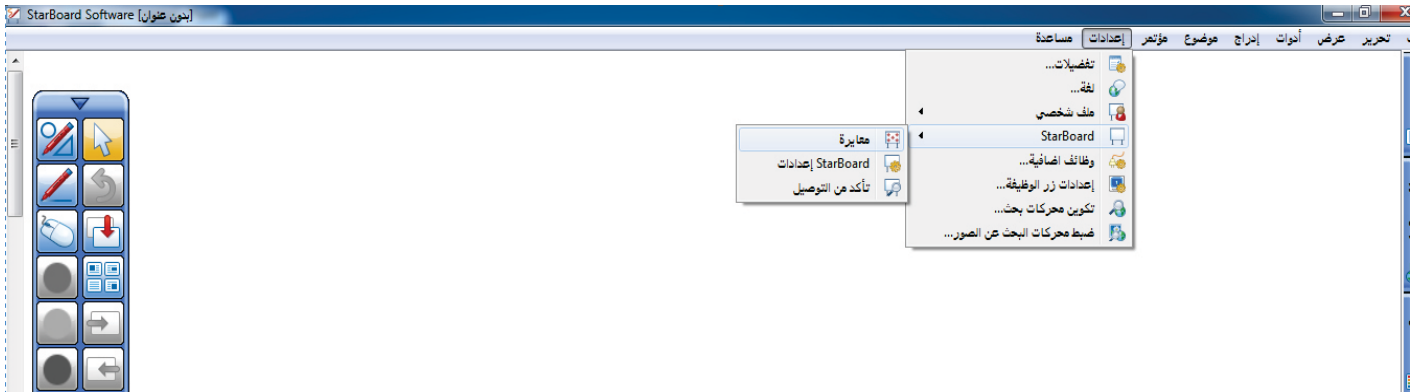 StarBoard Software [بدون عنوان]
تحرير عرض أدوات إدراج موضوع مؤتمر إعدادات مساعدة
تفضيلات...
لغة...
ملف شخصي
StarBoard
وظائف اضافية...
إعدادات زر الوظيفة...
تكوين محركات بحث...
ضبط محركات البحث عن الصور...
معايرة
إعدادات StarBoard
تأكد من التوصيل